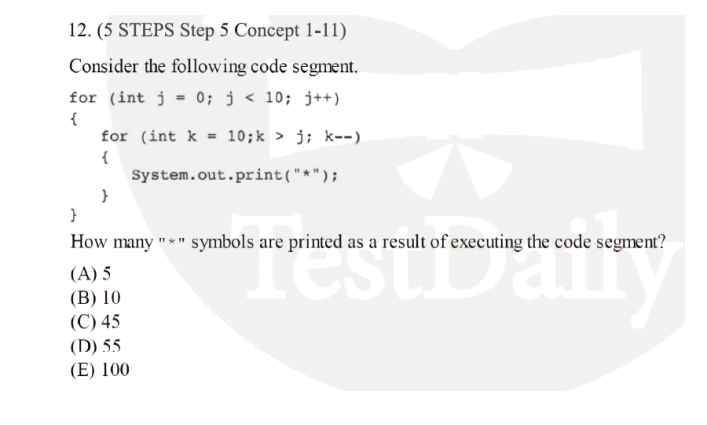 12. (5 STEPS Step 5 Concept 1-11)
Consider the following code segment.
for (int j = 0; j < 10; j++)
{
for (int k = 10;k > j; k--)
{
System.out.print("*");
}
}
How many "*" symbols are printed as a result of executing the code segment?
(A) 5
(B) 10
(C) 45
(D) 55
(E) 100
TestDaily